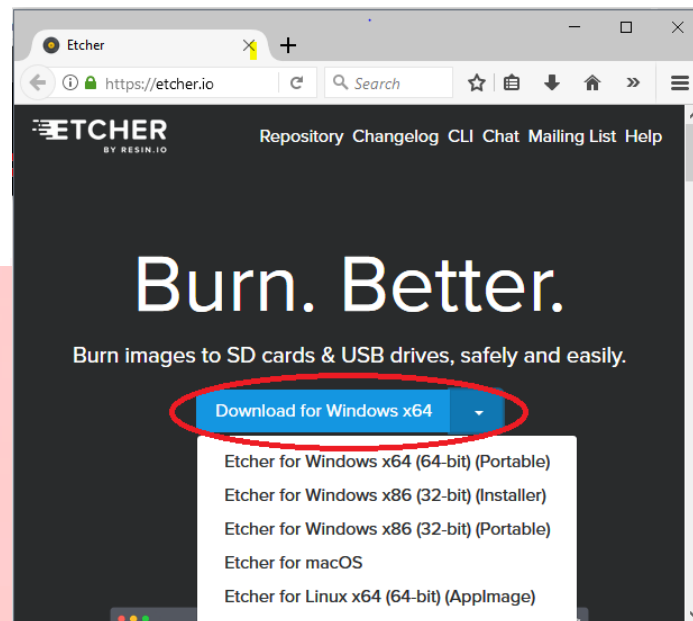 Etcher
https://etcher.io
Search
ETCHER
BY RESIN.IO
Repository Changelog CLI Chat Mailing List Help
Burn. Better.
Burn images to SD cards & USB drives, safely and easily.
Download for Windows x64
Etcher for Windows x64 (64-bit) (Portable)
Etcher for Windows x86 (32-bit) (Installer)
Etcher for Windows x86 (32-bit) (Portable)
Etcher for macOS
Etcher for Linux x64 (64-bit) (AppImage)